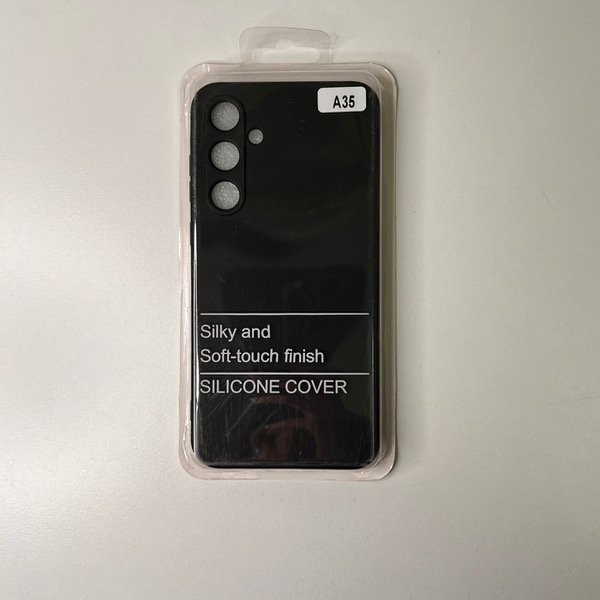 A35
Silky and
Soft-touch finish
SILICONE COVER